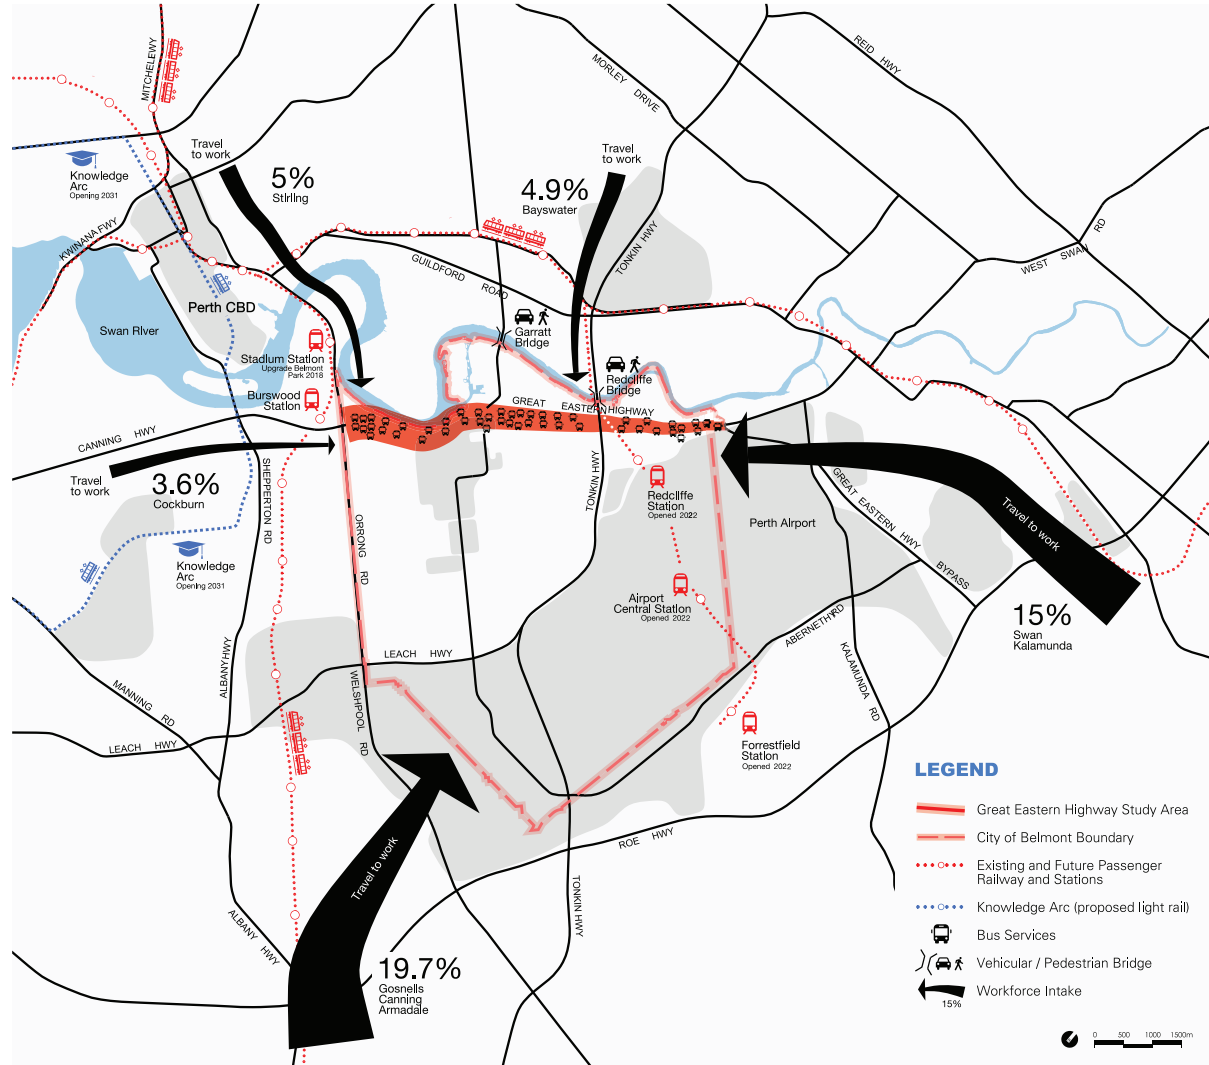 MITCHELEWY
REID HWY
MORLEY DRIVE
Travel
to work
5%
Stirling
Travel
to work
4.9%
Bayswater
Knowledge
Arc
Opening 2031
KWINANA FWY
TONKIN HWY
WEST SWAN RD
GUILDFORD ROAD
Perth CBD
Swan River
Garratt
Bridge
Stadium Station
Upgrade Belmont
Park 2018
Burswood
Station
Redcliffe
Bridge
GREAT EASTERN HIGHWAY
CANNING HWY
Travel
to work
3.6%
Cockburn
SHEPPERTON RD
TONKIN HWY
Redcliffe
Station
Opened 2022
Perth Airport
GREAT EASTERN HWY
BYPASS
Travel to work
15%
Swan
Kalamunda
ORRONG RD
Knowledge
Arc
Opening 2031
Airport
Central Station
Opened 2022
ABERNETHY RD
KALAMUNDA RD
LEACH HWY
ALBANY HWY
MANNING RD
WELSHPOOL RD
LEACH HWY
Forrestfield
Station
Opened 2022
ROE HWY
Travel to work
TONKIN HWY
ALBANY HWY
19.7%
Gosnells
Canning
Armadale
LEGEND
Great Eastern Highway Study Area
City of Belmont Boundary
Existing and Future Passenger
Railway and Stations
Knowledge Arc (proposed light rail)
Bus Services
Vehicular / Pedestrian Bridge
Workforce Intake
15%
0 500 1000 1500m